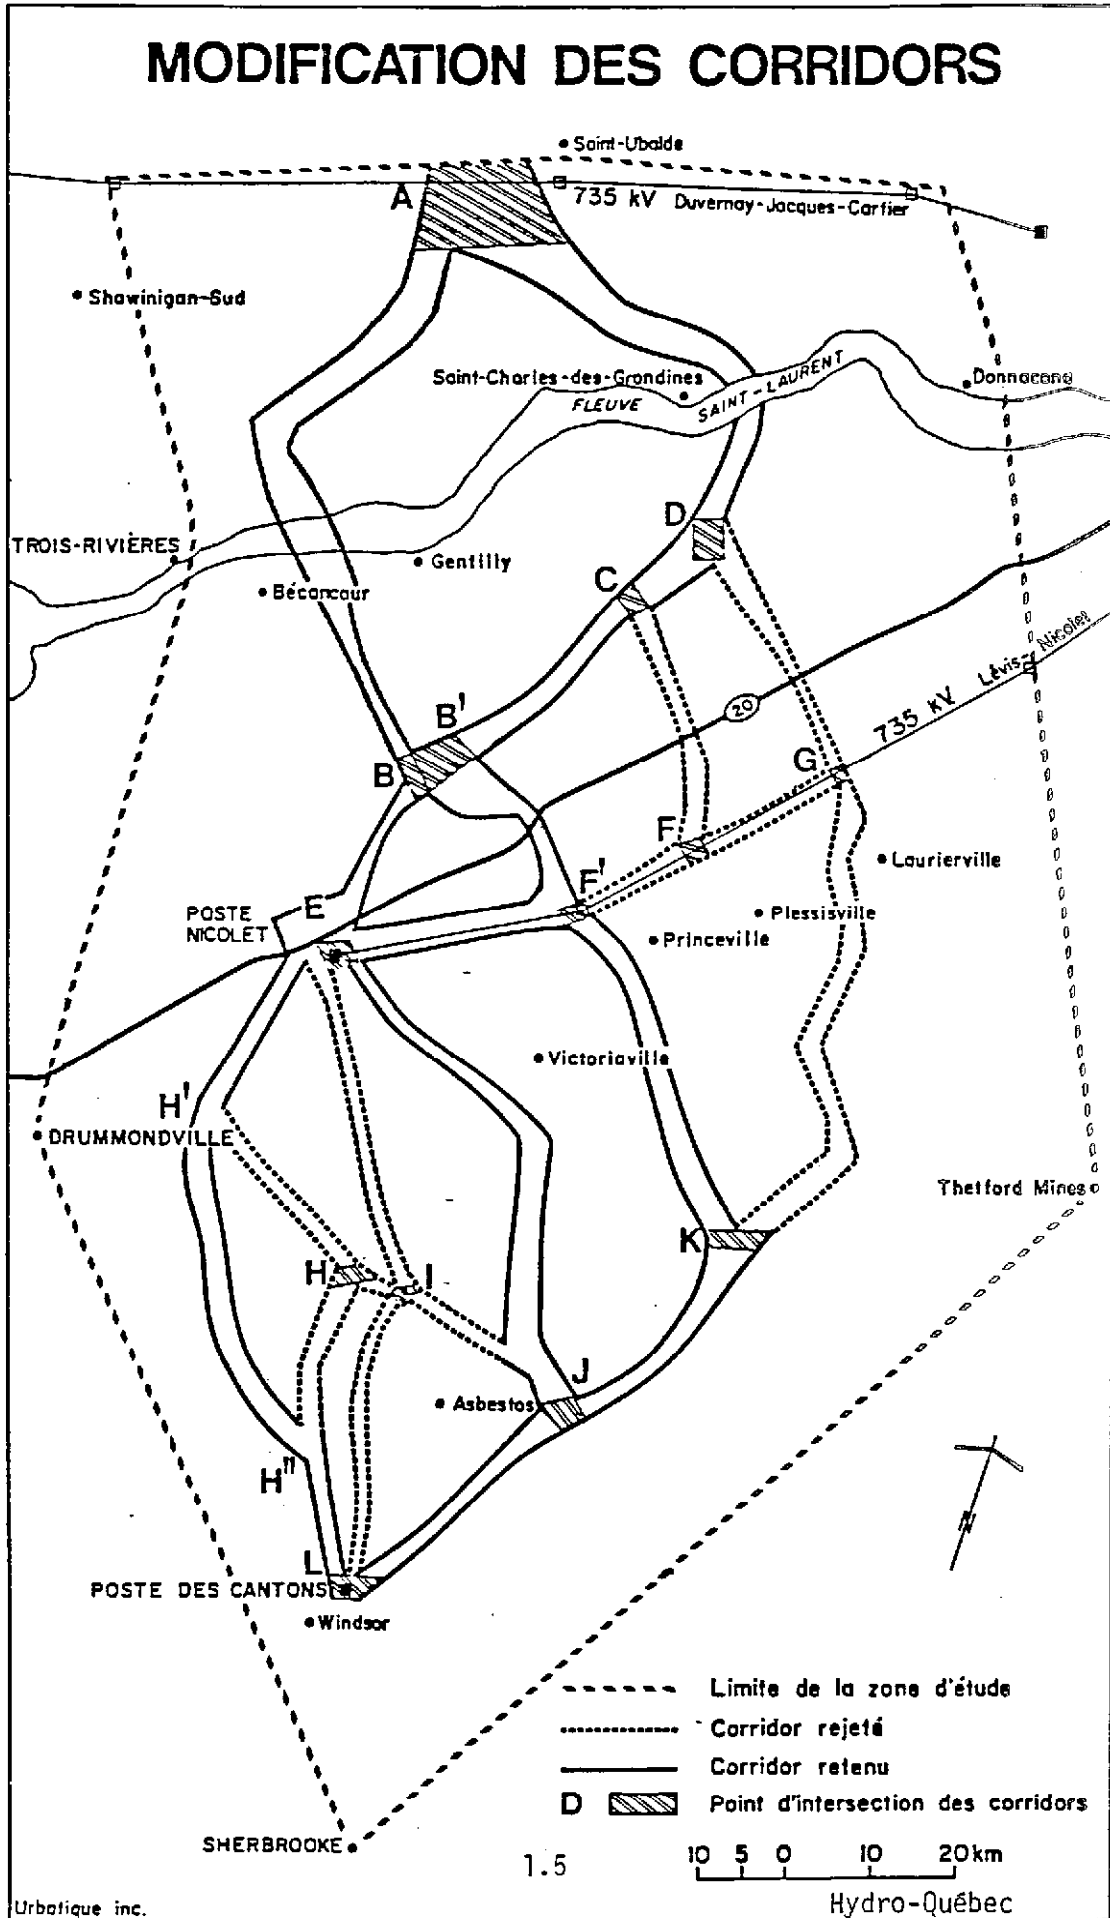 MODIFICATION DES CORRIDORS
Saint-Ubalde
A
735 kV Duvernay-Jacques-Cartier
Shawinigan-Sud
Saint-Charles-des-Grondines
FLEUVE SAINT-LAURENT
Donnacona
D
TROIS-RIVIÈRES
Gentilly
C
Bécancour
B'
20
735 kV Lévis-Nicolet
B
G
F
Laurierville
F'
E
POSTE
NICOLET
Plessisville
Princeville
Victoriaville
H'
DRUMMONDVILLE
Thetford Mines
K
H
I
J
Asbestos
H"
N
L
POSTE DES CANTONS
Windsor
Limite de la zone d'étude
Corridor rejeté
Corridor retenu
D Point d'intersection des corridors
SHERBROOKE
10 5 0 10 20 km
1.5
Hydro-Québec
Urbatique inc.